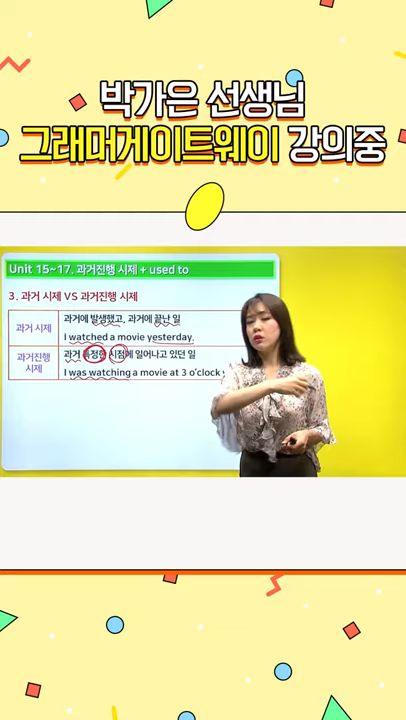 박가은 선생님
그래머게이트웨이 강의중
Unit 15~17. 과거진행 시제 + used to
3. 과거 시제 VS 과거진행 시제
과거 시제
과거에 발생했고, 과거에 끝난 일
I watched a movie yesterday.
과거진행
시제
과거 특정한 시점에 일어나고 있던 일
I was watching a movie at 3 o'clock